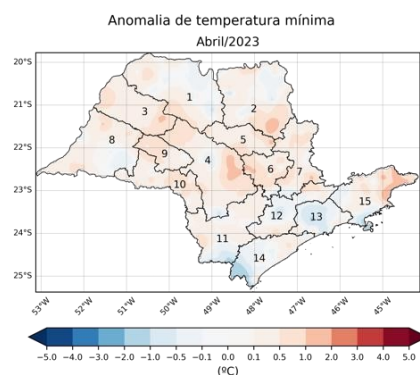 Anomalia de temperatura mínima
Abril/2023
20°S
21°S
22°S
23°S
24°S
25°S
1
2
3
5
8
4
9
6
7
10
15
12
13
11
14
53°W
52°W
51°W
50°W
49°W
48°W
47°W
46°W
45°W
−5.0 −4.0 −3.0 −2.0 −1.0 −0.5 −0.1 0.0 0.1 0.5 1.0 2.0 3.0 4.0 5.0
(ºC)